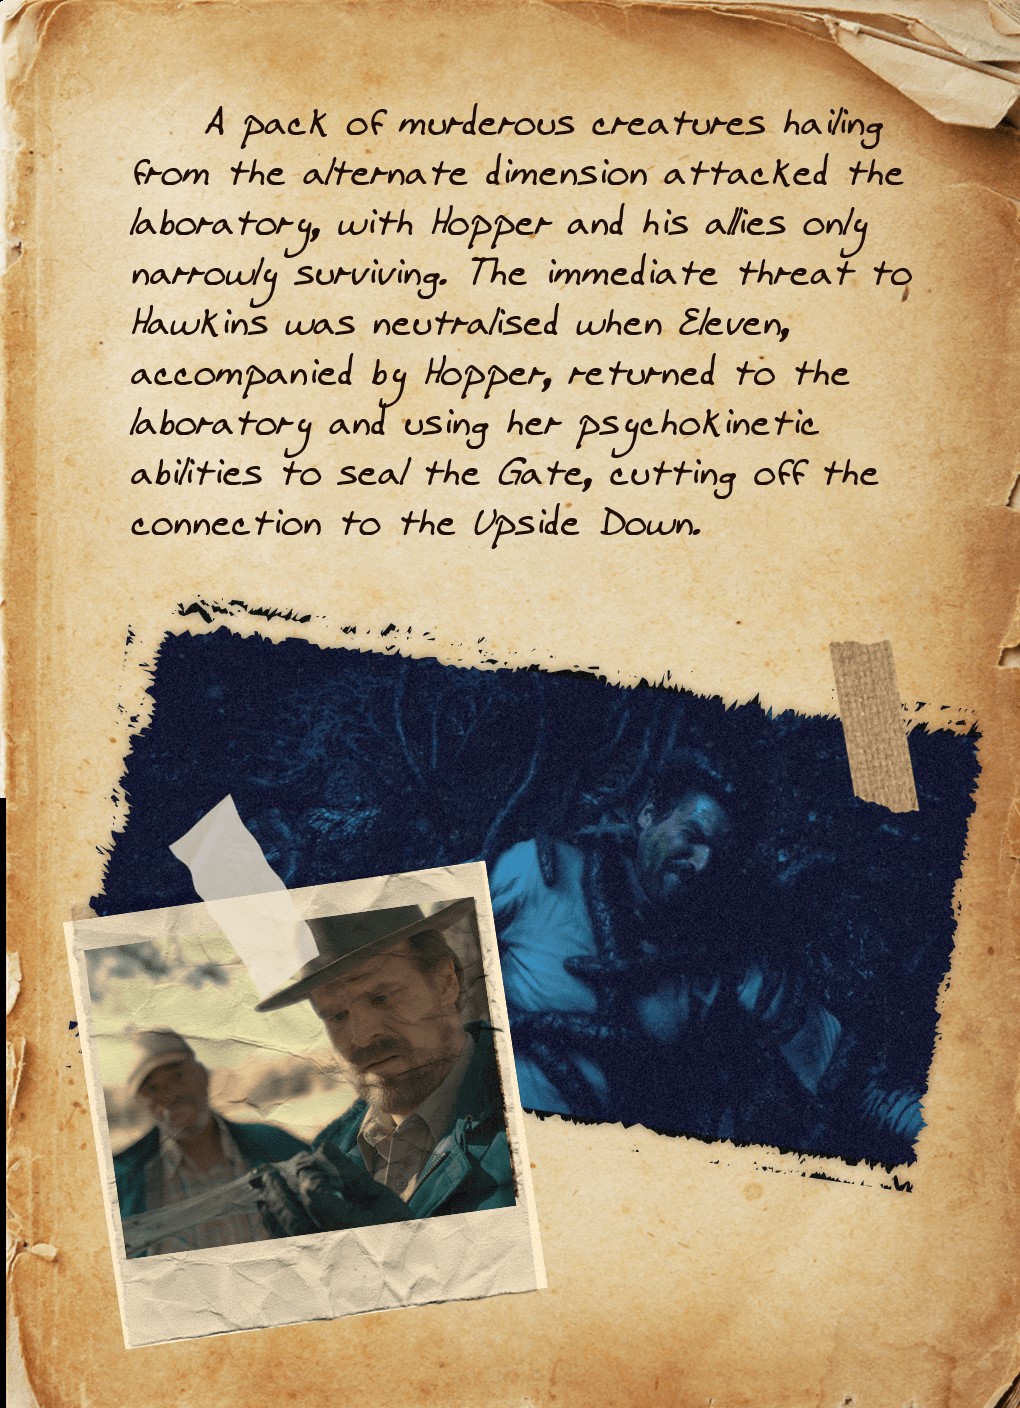 A pack of murderous creatures hailing
from the alternate dimension attacked the
laboratory, with Hopper and his allies only
narrowly surviving. The immediate threat to
Hawkins was neutralised when Eleven,
accompanied by Hopper, returned to the
laboratory and using her psychokinetic
abilities to seal the Gate, cutting off the
connection to the Upside Down.